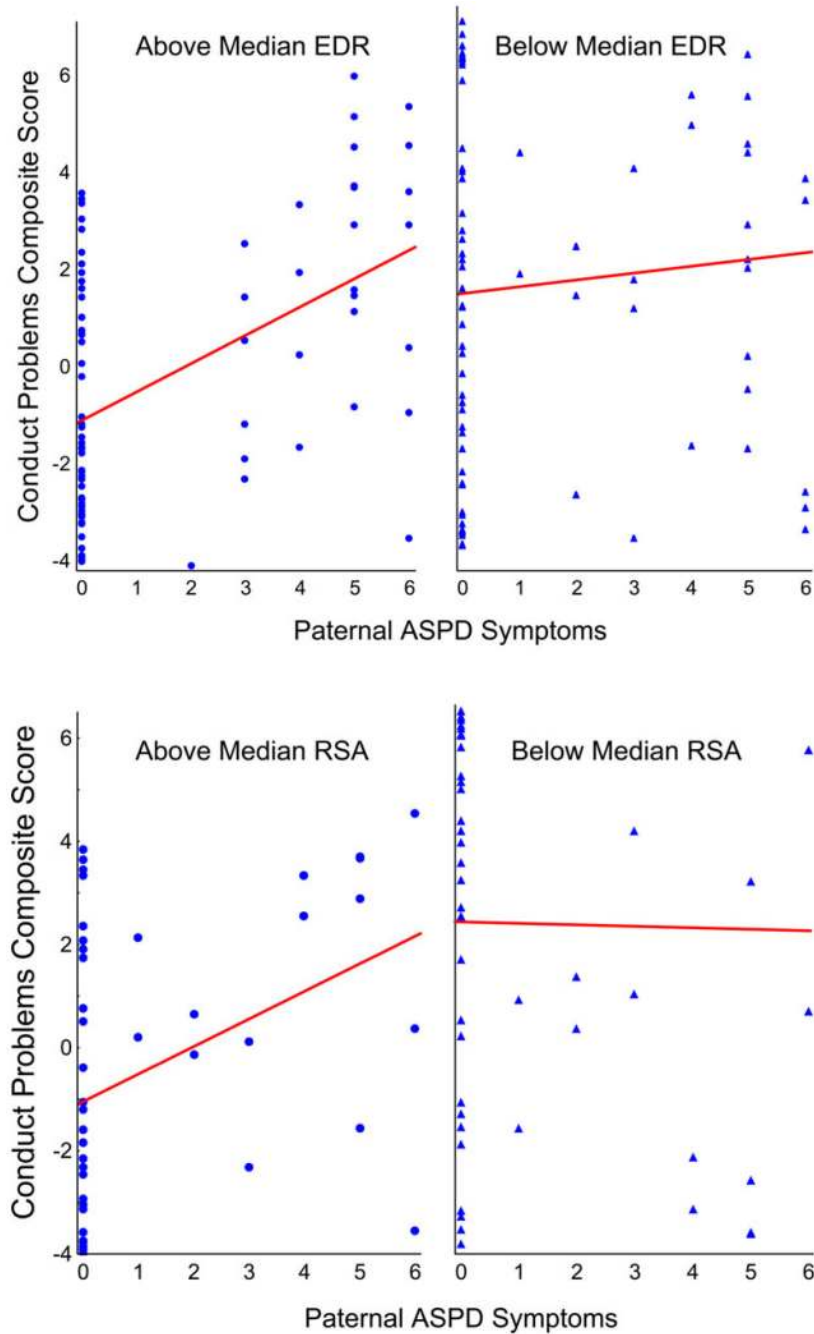 Above Median EDR
Below Median EDR
Conduct Problems Composite Score
6
4
2
0
-2
-4
0 1 2 3 4 5 6
0 1 2 3 4 5 6
Paternal ASPD Symptoms
Above Median RSA
Below Median RSA
Conduct Problems Composite Score
6
4
2
0
-2
-4
0 1 2 3 4 5 6
0 1 2 3 4 5 6
Paternal ASPD Symptoms